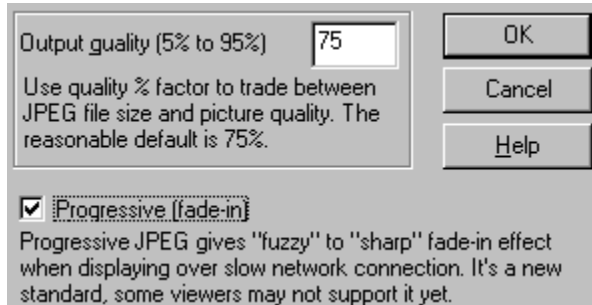 Output guality (5% to 95%) 75
OK
Use quality % factor to trade between
JPEG file size and picture quality. The
reasonable default is 75%.
Cancel
Help
Progressive (fade-in)
Progressive JPEG gives "fuzzy" to "sharp" fade-in effect
when displaying over slow network connection. It's a new
standard, some viewers may not support it yet.